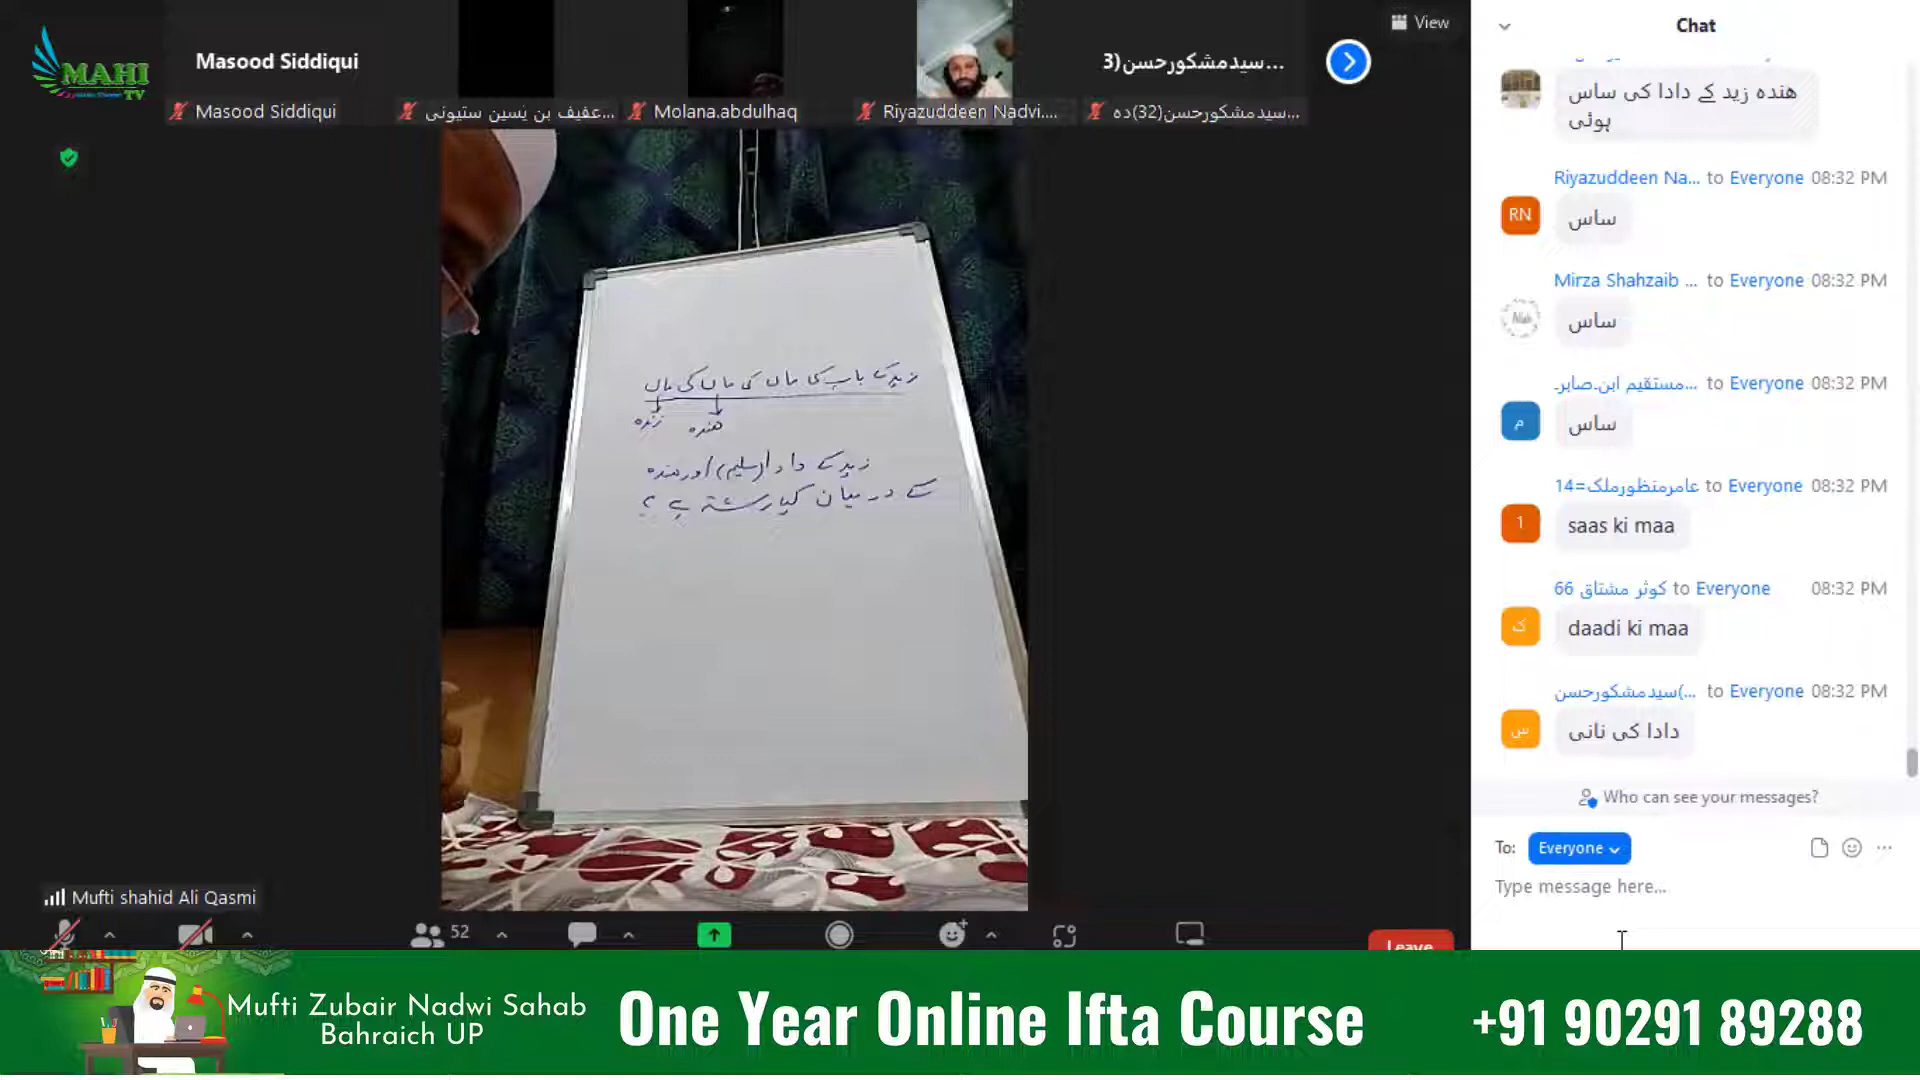 MAHI
TV
Masood Siddiqui
...سیدمشکورحسن(3
View
Masood Siddiqui
...عفیف بن یٰسین ستیونی
Molana.abdulhaq
Riyazuddeen Nadvi....
...سیدمشکورحسن(32)ده
زید کے باپ کی ماں کی ماں کی ماں
زندہ
ھندہ
زید کے دادا (سلیم) اور ھندہ
کے درمیان کیا رشتہ ہے ؟
Mufti shahid Ali Qasmi
52
Leave
Chat
ھندہ زید کے دادا کی ساس
ہوئی
Riyazuddeen Na... to Everyone 08:32 PM
RN
ساس
Mirza Shahzaib ... to Everyone 08:32 PM
ساس
...مستقیم ابن۔صابر۔ to Everyone 08:32 PM
م
ساس
عامرمنظورملک=14 to Everyone 08:32 PM
1
saas ki maa
کوثر مشتاق 66 to Everyone 08:32 PM
ک
daadi ki maa
...)سیدمشکورحسن to Everyone 08:32 PM
س
دادا کی نانی
Who can see your messages?
To: Everyone
Type message here...
Mufti Zubair Nadwi Sahab
Bahraich UP
One Year Online Ifta Course
+91 90291 89288